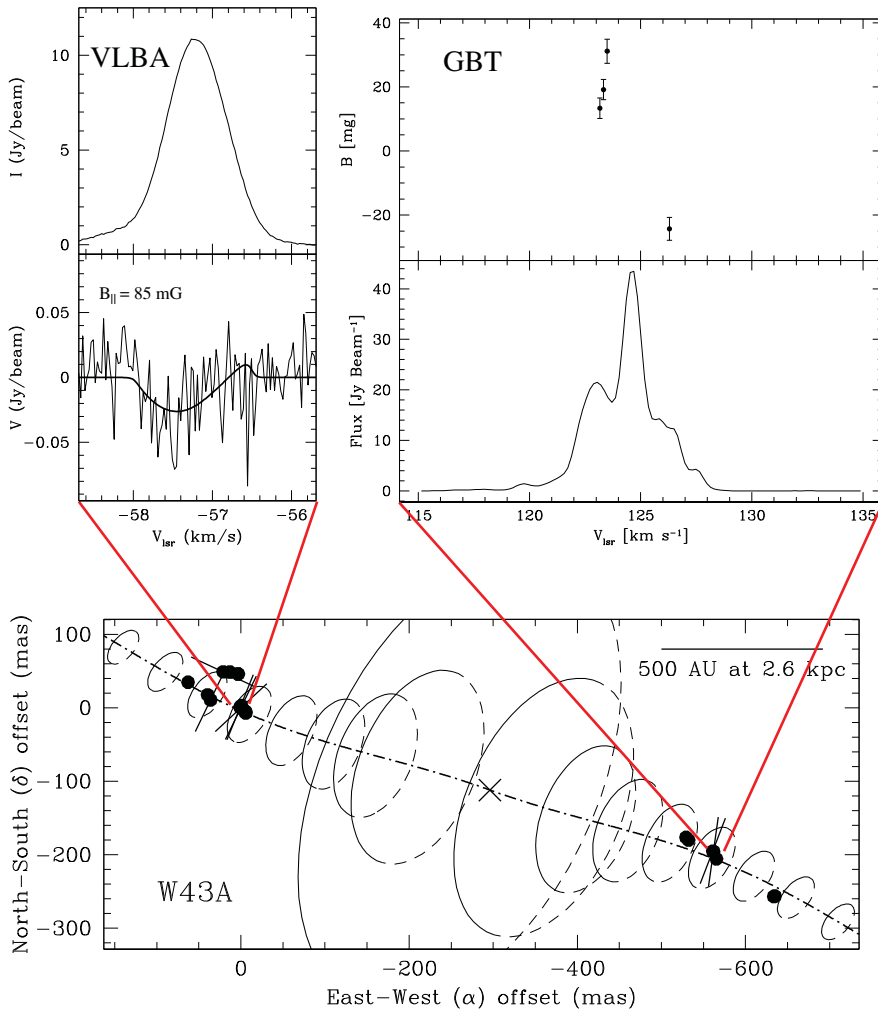 VLBA
I (Jy/beam)
10
5
0
B|| = 85 mG
V (Jy/beam)
0.05
0
−0.05
−58 −57 −56
Vlsr (km/s)
GBT
B [mg]
40
20
0
−20
Flux [Jy Beam⁻¹]
40
30
20
10
0
115 120 125 130 135
Vlsr [km s⁻¹]
North−South (δ) offset (mas)
100
0
−100
−200
−300
500 AU at 2.6 kpc
W43A
0 −200 −400 −600
East−West (α) offset (mas)